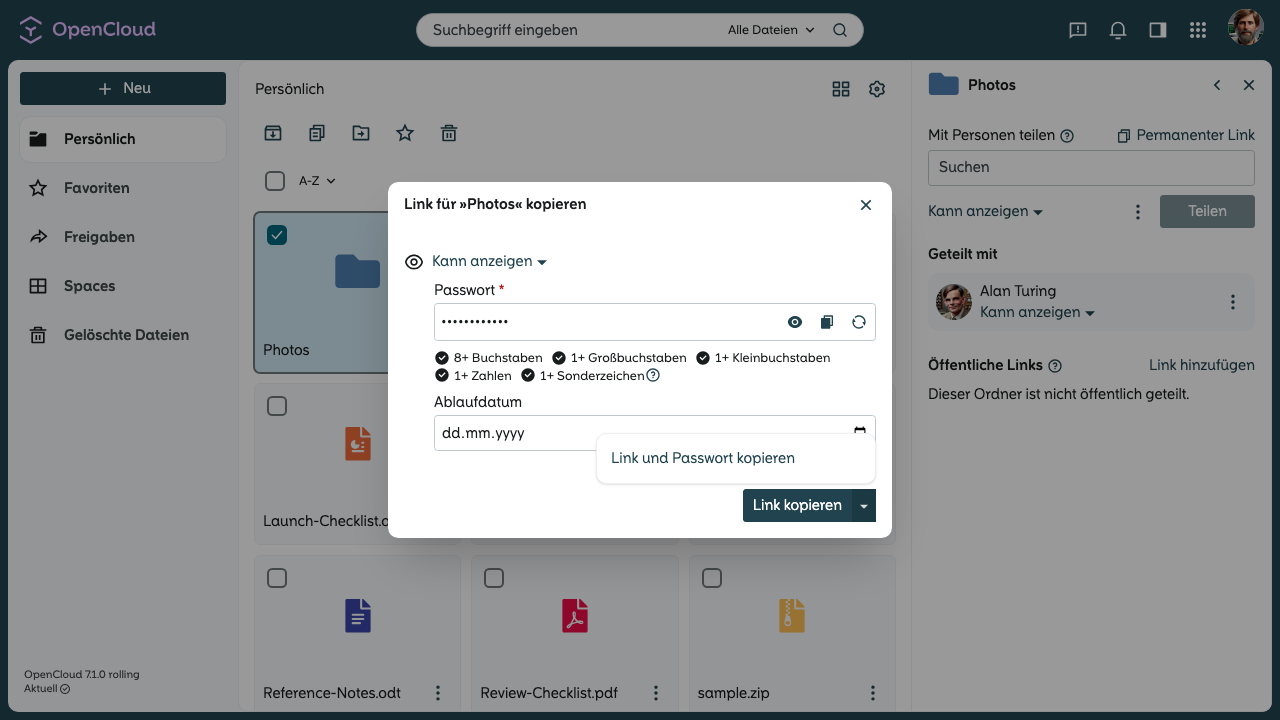 OpenCloud
Suchbegriff eingeben
Alle Dateien
Neu
Persönlich
Favoriten
Freigaben
Spaces
Gelöschte Dateien
OpenCloud 7.1.0 rolling
Aktuell
Persönlich
A-Z
Photos
Launch-Checklist.
Reference-Notes.odt
Review-Checklist.pdf
sample.zip
Link für »Photos« kopieren
Kann anzeigen
Passwort *
••••••••••••
8+ Buchstaben 1+ Großbuchstaben 1+ Kleinbuchstaben
1+ Zahlen 1+ Sonderzeichen
Ablaufdatum
dd.mm.yyyy
Link und Passwort kopieren
Link kopieren
Photos
Mit Personen teilen Permanenter Link
Suchen
Kann anzeigen Teilen
Geteilt mit
Alan Turing
Kann anzeigen
Öffentliche Links Link hinzufügen
Dieser Ordner ist nicht öffentlich geteilt.